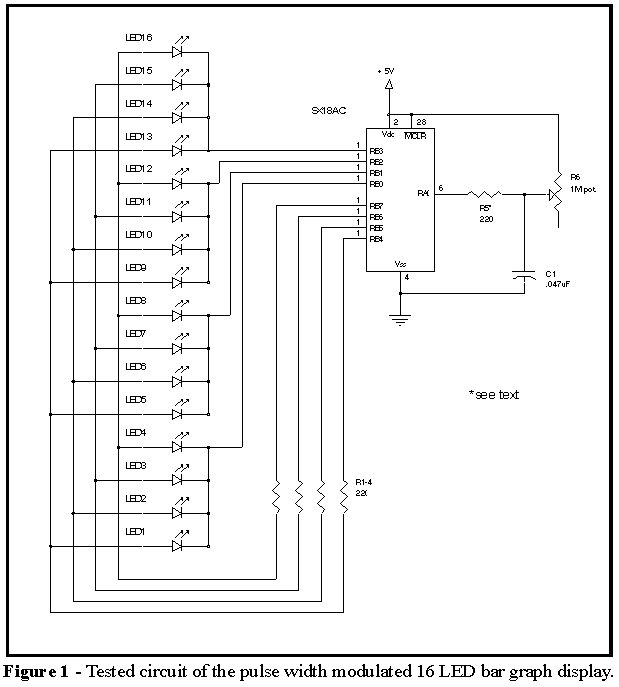 LED16
LED15
LED14
LED13
LED12
LED11
LED10
LED9
LED8
LED7
LED6
LED5
LED4
LED3
LED2
LED1
+ 5V
SX18AC
2 28
Vdc MCLR
1 RB3
1 RB2
1 RB1
1 RB0
1 RB7
1 RB6
1 RB5
1 RB4
6
R5*
220
R6
1M pot.
Vss
4
C1
.047uF
*see text
R1-4
220
Figure 1 - Tested circuit of the pulse width modulated 16 LED bar graph display.